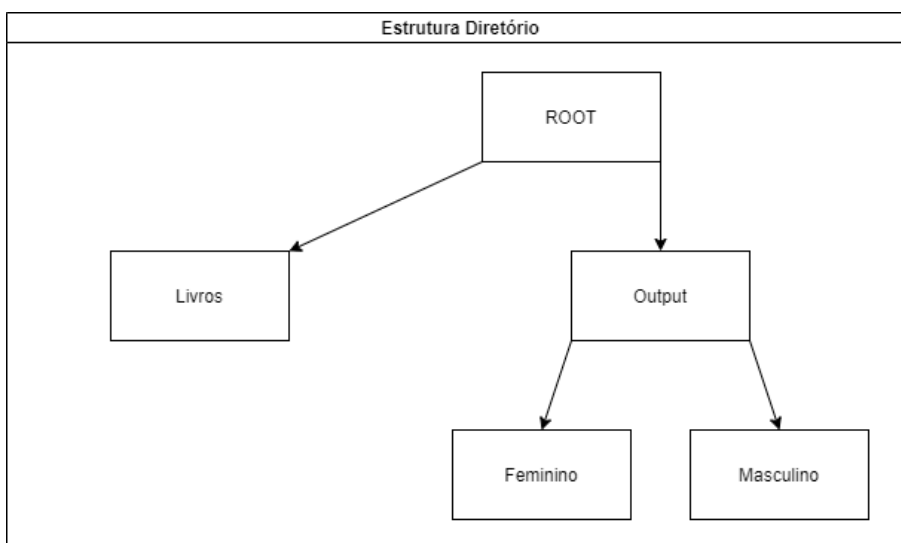 Estrutura Diretório
ROOT
Livros
Output
Feminino
Masculino